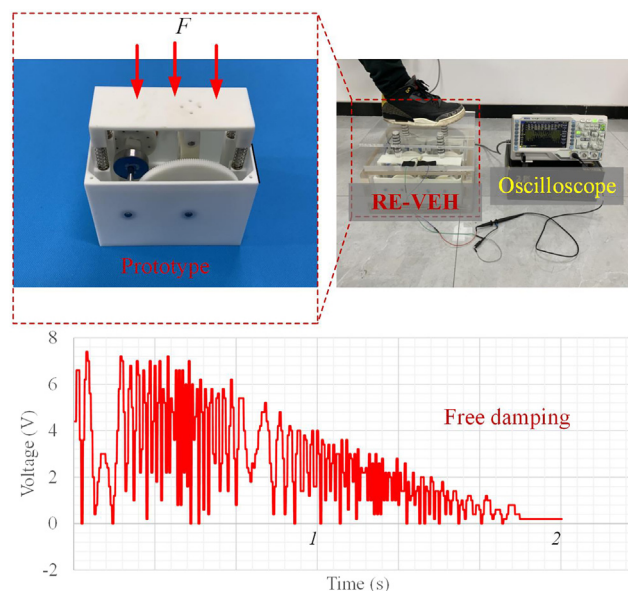 F
Prototype
RE-VEH
Oscilloscope
8
6
4
2
0
-2
Voltage (V)
Free damping
1
2
Time (s)